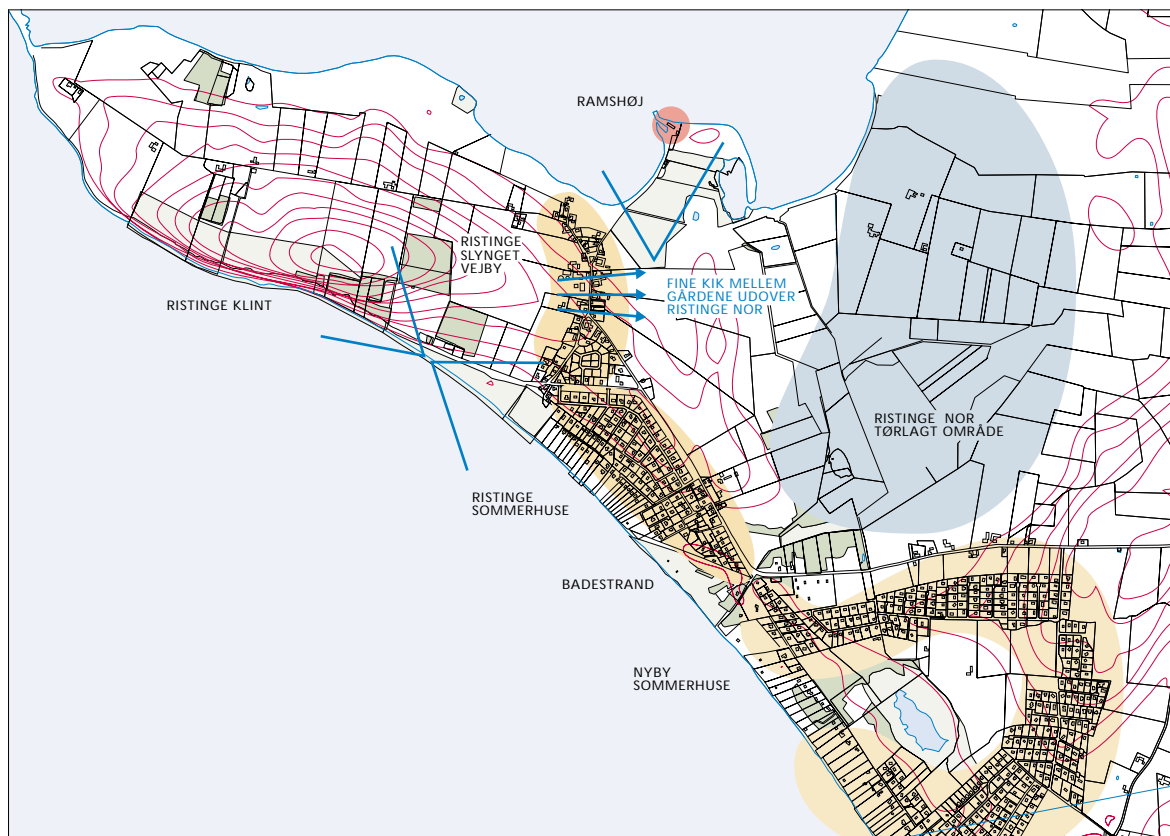 RAMSHØJ
RISTINGE
SLYNGET
VEJBY
RISTINGE KLINT
FINE KIK MELLEM
GÅRDENE UDOVER
RISTINGE NOR
RISTINGE NOR
TØRLAGT OMRÅDE
RISTINGE
SOMMERHUSE
BADESTRAND
NYBY
SOMMERHUSE